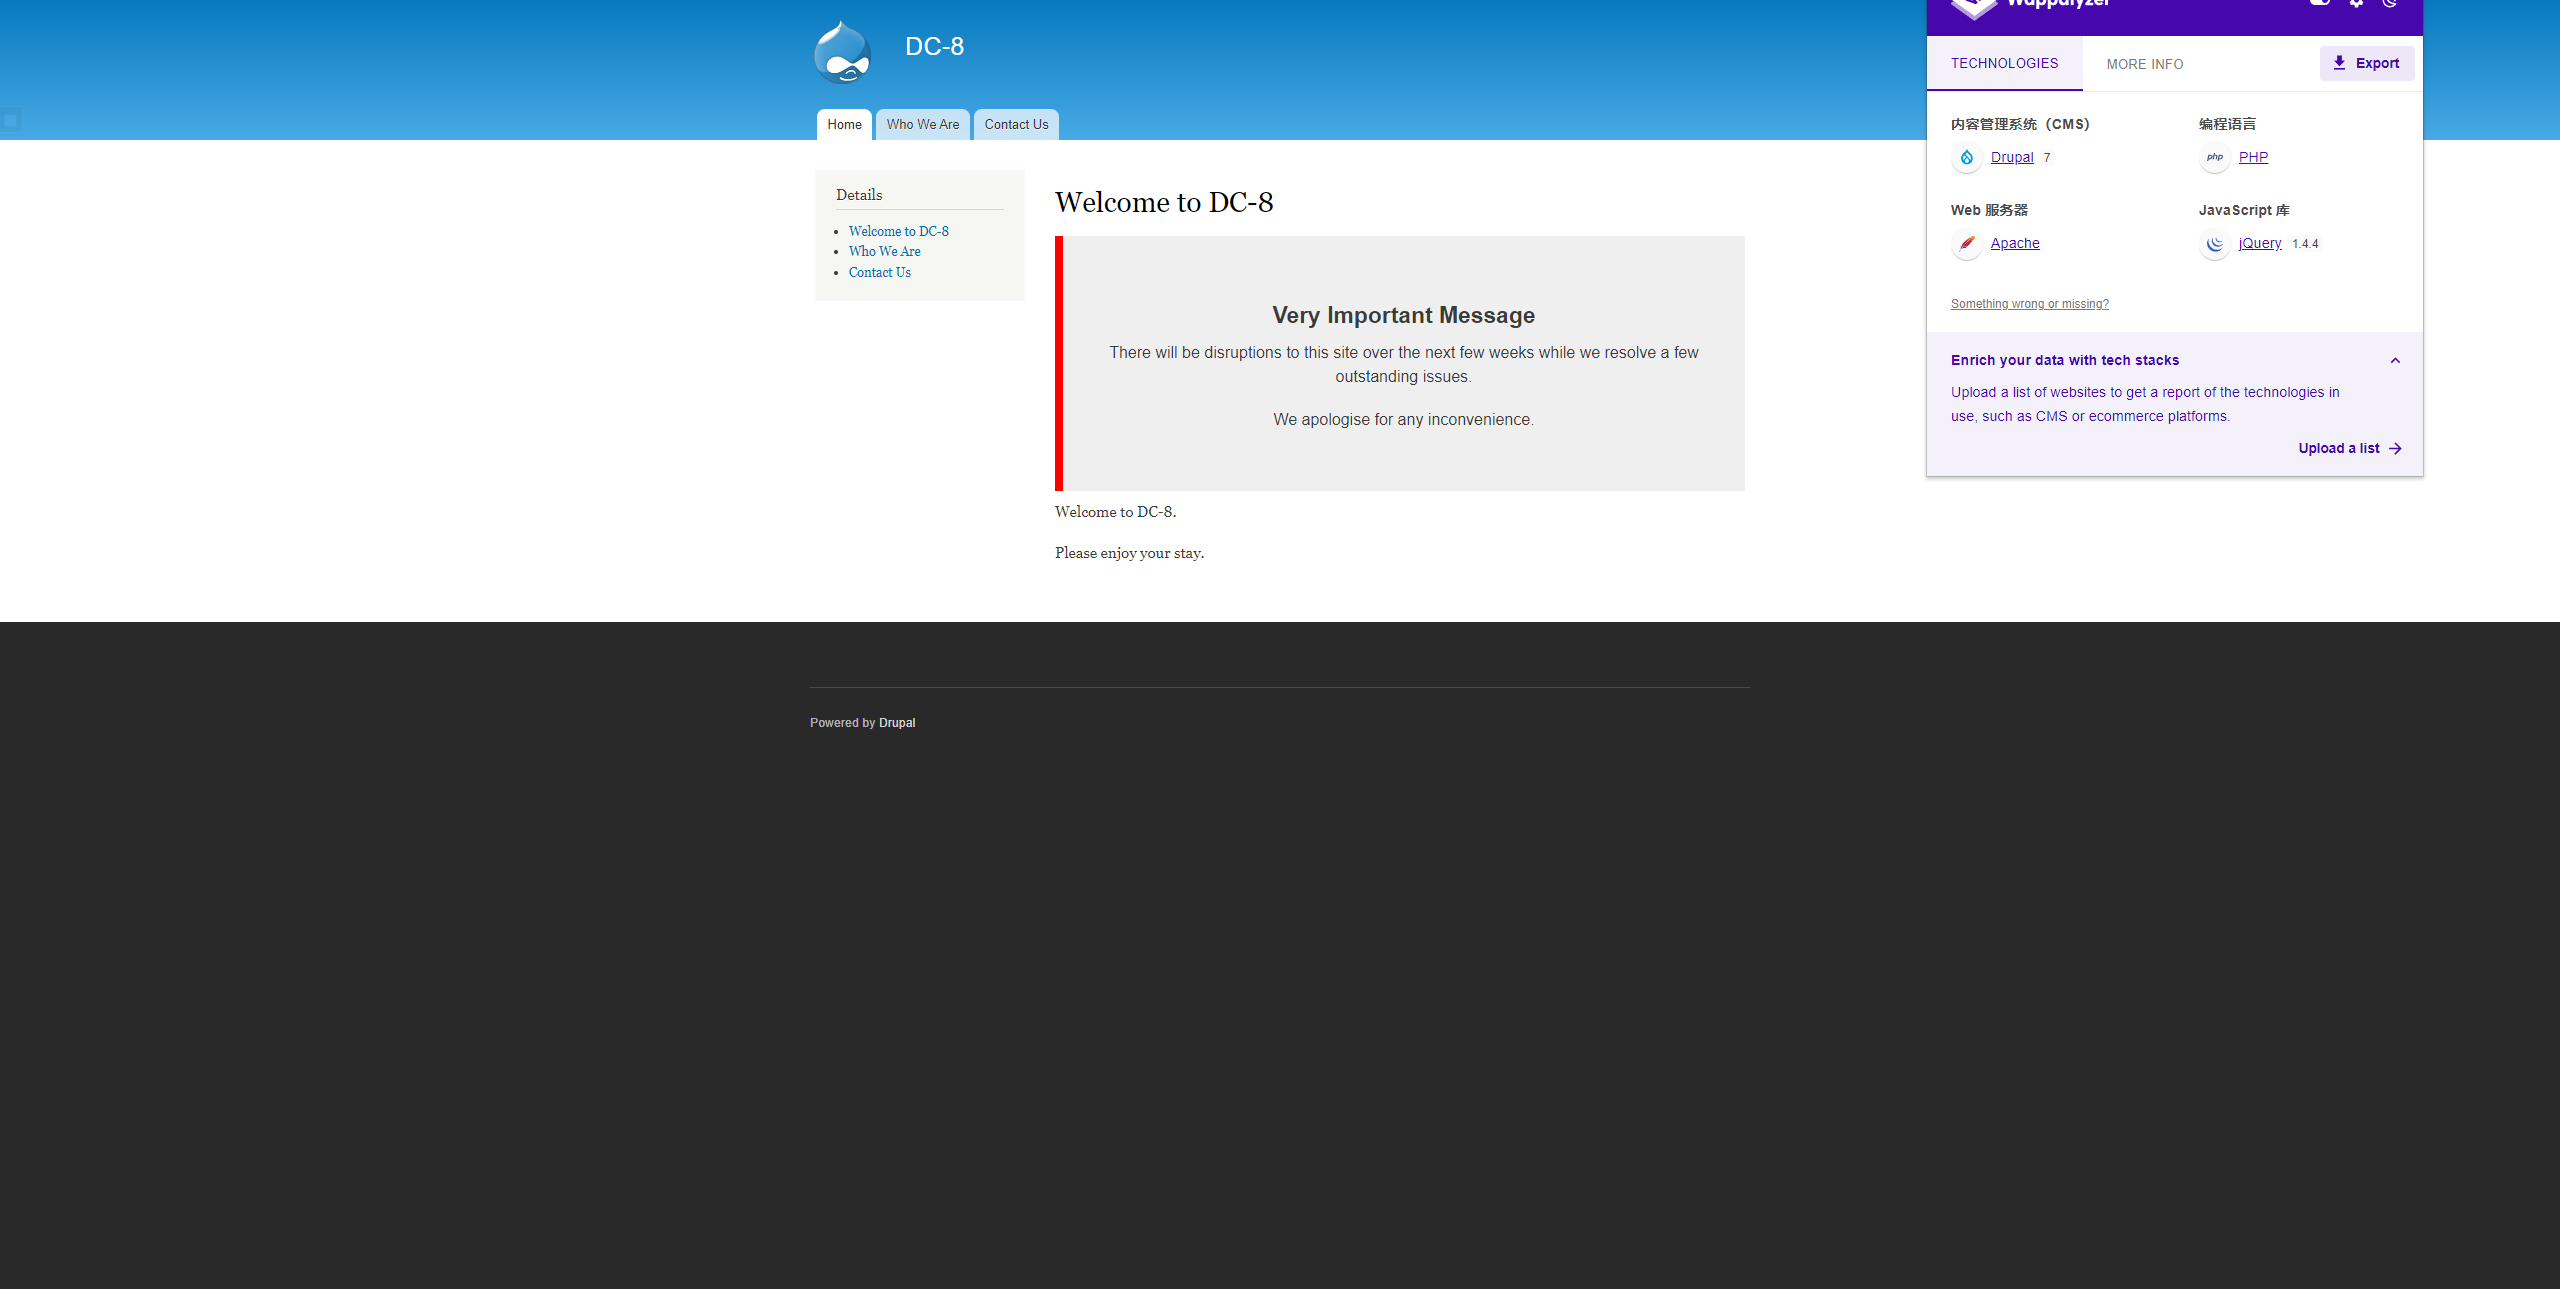 DC-8
Home
Who We Are
Contact Us
Details
Welcome to DC-8
Who We Are
Contact Us
Welcome to DC-8
Very Important Message
There will be disruptions to this site over the next few weeks while we resolve a few
outstanding issues.
We apologise for any inconvenience.
Welcome to DC-8.
Please enjoy your stay.
Powered by Drupal
Wappalyzer
TECHNOLOGIES
MORE INFO
Export
内容管理系统（CMS）
Drupal 7
编程语言
php PHP
Web 服务器
Apache
JavaScript 库
jQuery 1.4.4
Something wrong or missing?
Enrich your data with tech stacks
Upload a list of websites to get a report of the technologies in
use, such as CMS or ecommerce platforms.
Upload a list